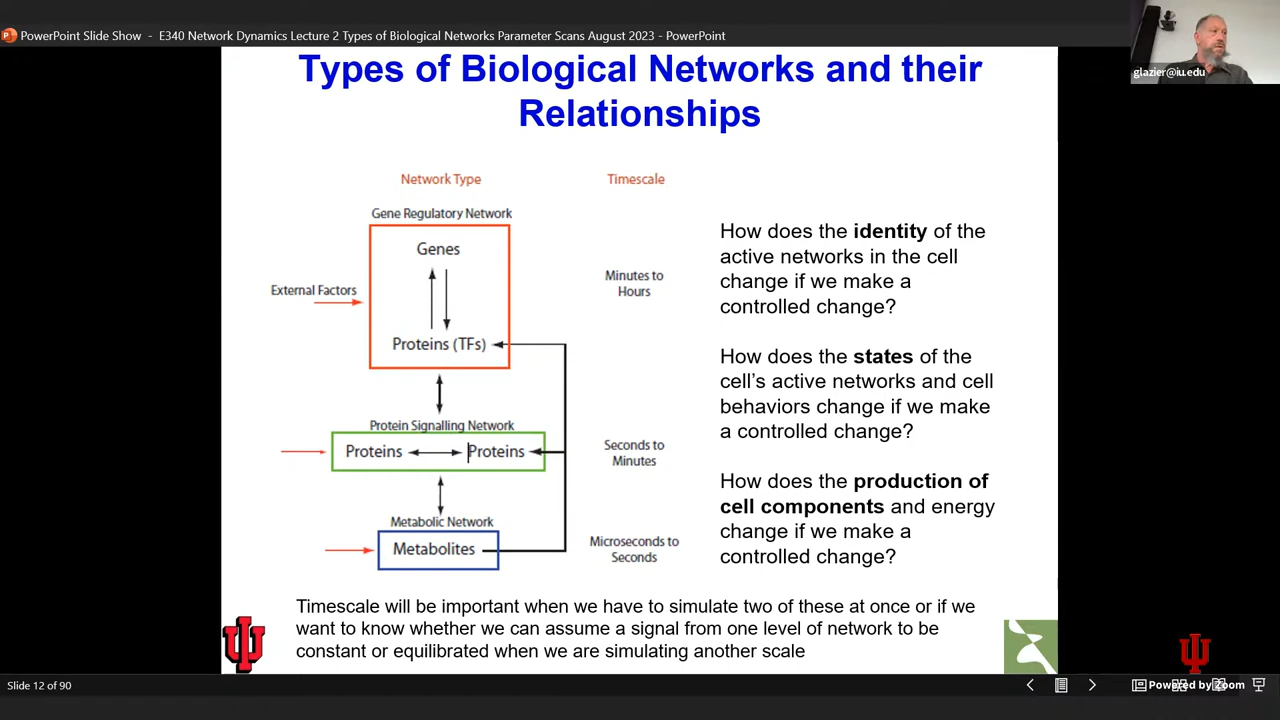 PowerPoint Slide Show - E340 Network Dynamics Lecture 2 Types of Biological Networks Parameter Scans August 2023 - PowerPoint
glazier@iu.edu
Types of Biological Networks and their
Relationships
Network Type
Timescale
Gene Regulatory Network
Genes
External Factors
Proteins (TFs)
Minutes to
Hours
Protein Signalling Network
Proteins
Proteins
Seconds to
Minutes
Metabolic Network
Metabolites
Microseconds to
Seconds
How does the identity of the
active networks in the cell
change if we make a
controlled change?
How does the states of the
cell's active networks and cell
behaviors change if we make
a controlled change?
How does the production of
cell components and energy
change if we make a
controlled change?
Timescale will be important when we have to simulate two of these at once or if we
want to know whether we can assume a signal from one level of network to be
constant or equilibrated when we are simulating another scale
Slide 12 of 90
Powered by Zoom